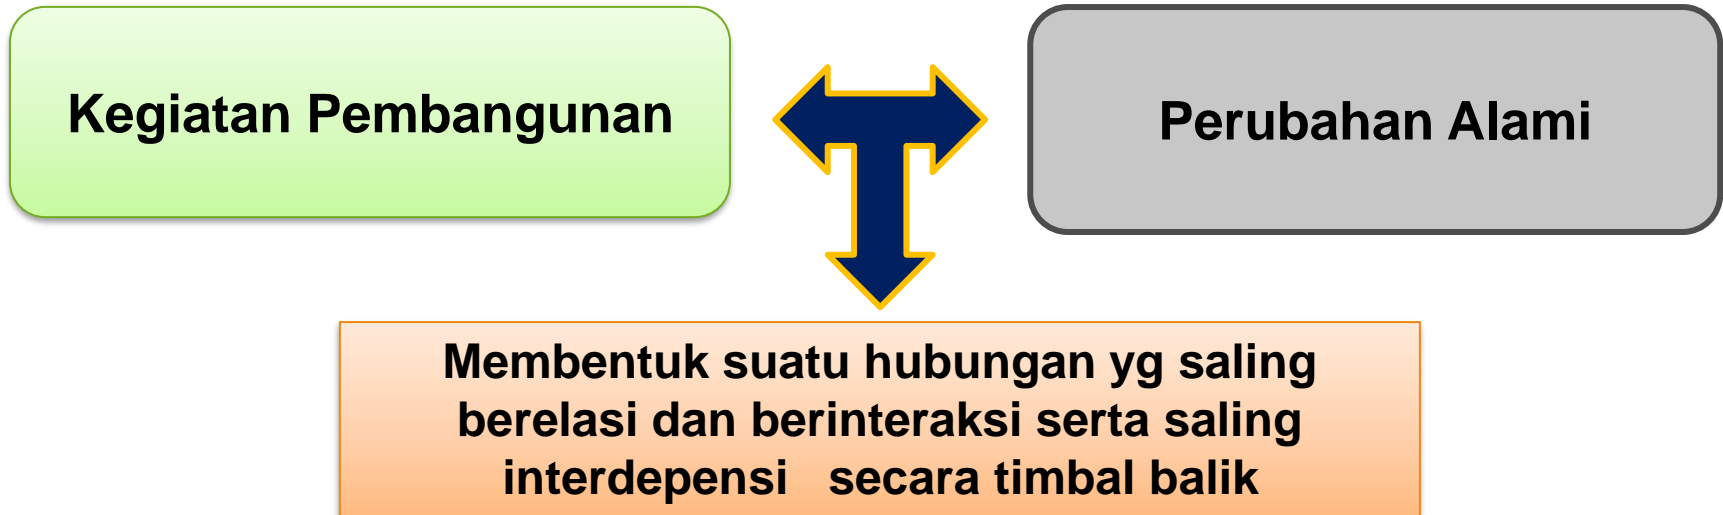 Kegiatan Pembangunan
Perubahan Alami
Membentuk suatu hubungan yg saling
berelasi dan berinteraksi serta saling
interdepensi secara timbal balik